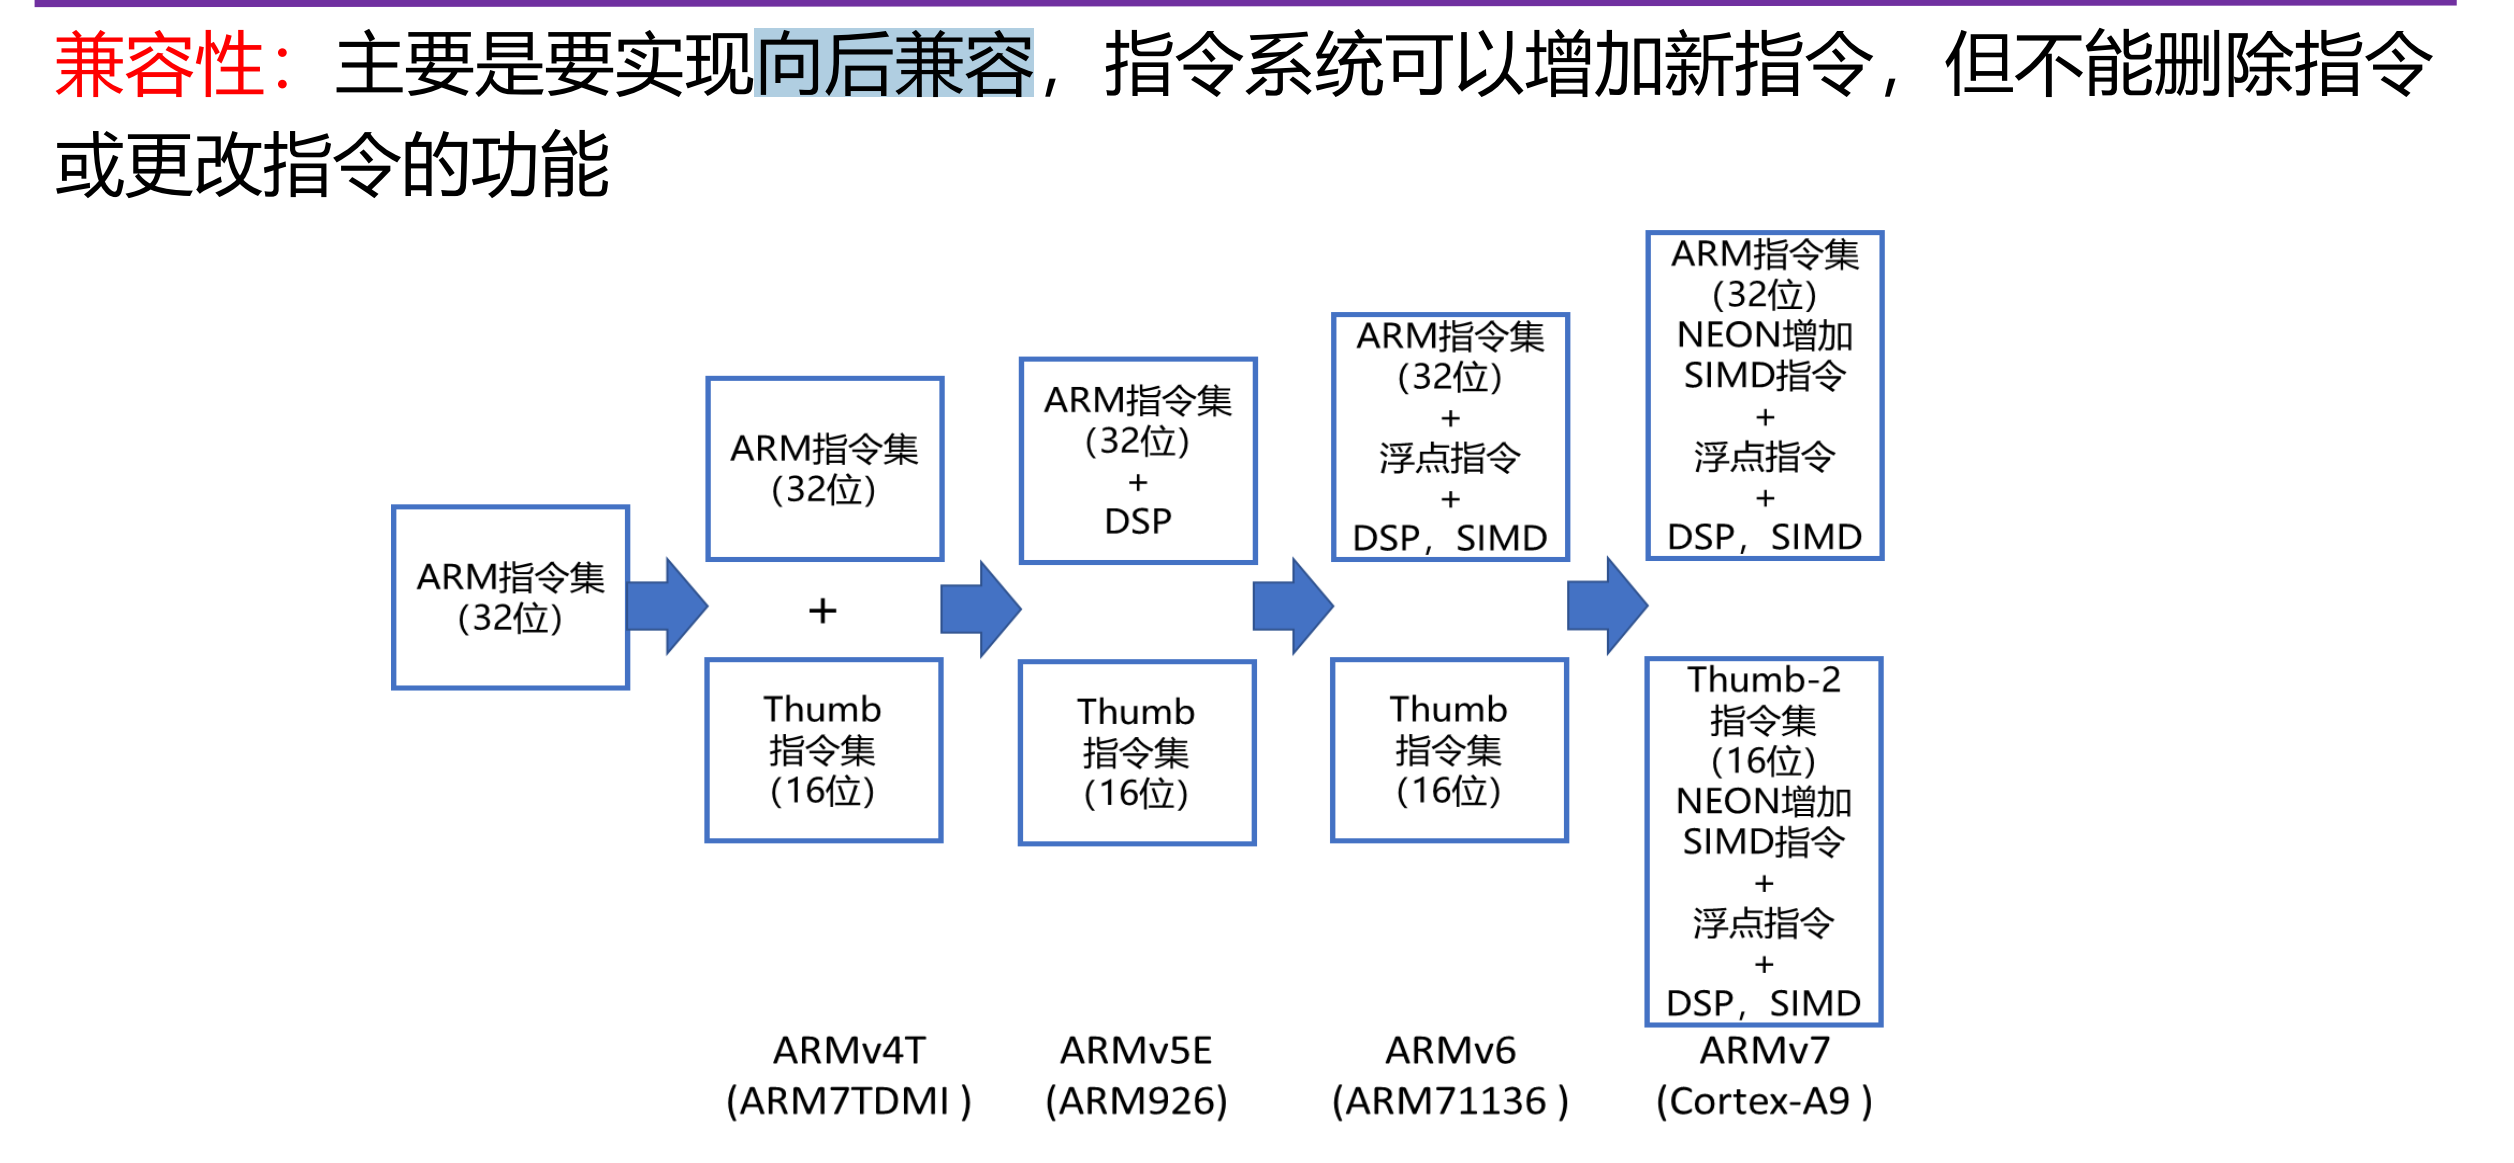 兼容性：主要是要实现向后兼容，指令系统可以增加新指令，但不能删除指令
或更改指令的功能
ARM指令集
（32位）
ARM指令集
（32位）
+
Thumb
指令集
（16位）
ARMv4T
(ARM7TDMI )
ARM指令集
（32位）
+
DSP
Thumb
指令集
（16位）
ARMv5E
(ARM926)
ARM指令集
（32位）
+
浮点指令
+
DSP，SIMD
Thumb
指令集
（16位）
ARMv6
(ARM71136 )
ARM指令集
（32位）
NEON增加
SIMD指令
+
浮点指令
+
DSP，SIMD
Thumb-2
指令集
（16位）
NEON增加
SIMD指令
+
浮点指令
+
DSP，SIMD
ARMv7
(Cortex-A9 )